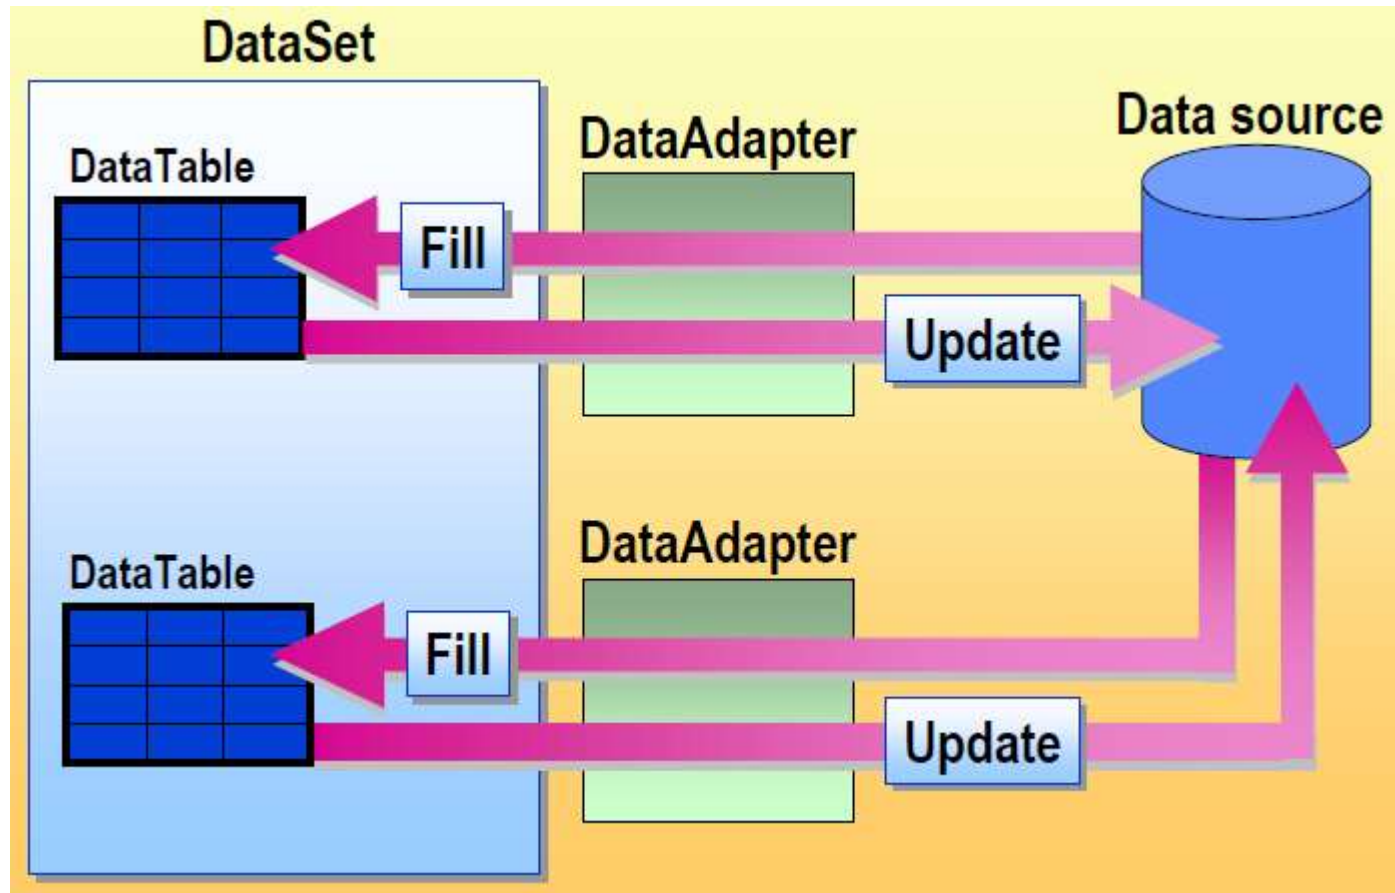 DataSet
DataAdapter
Data source
DataTable
Fill
Update
DataAdapter
DataTable
Fill
Update